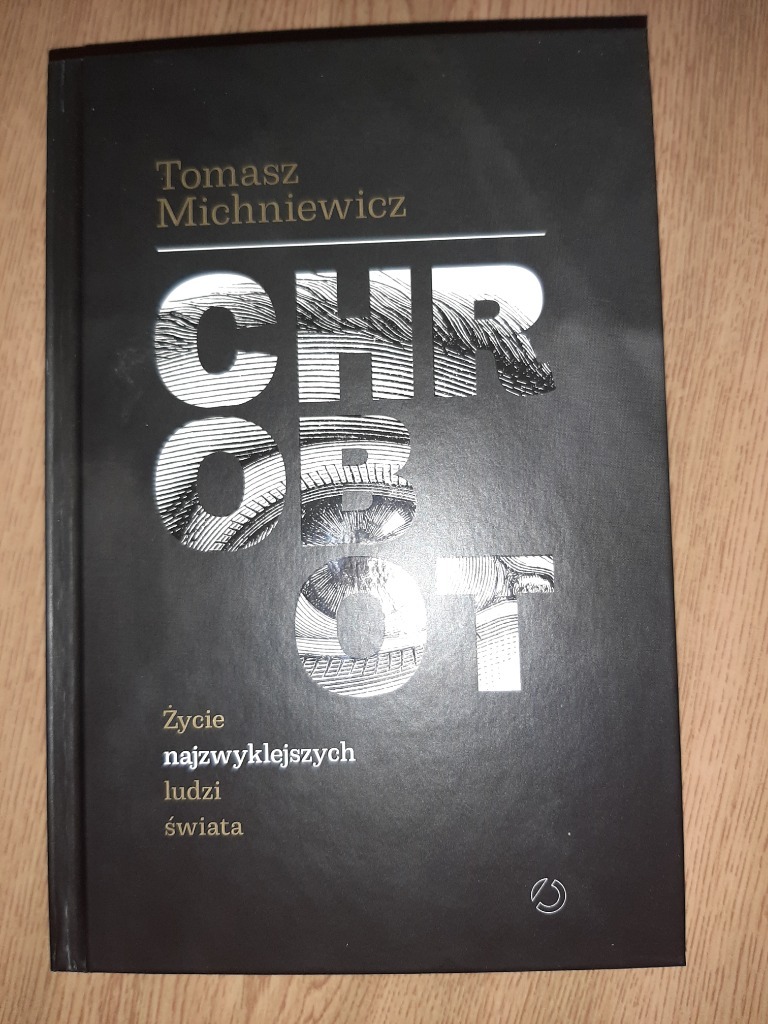 Tomasz
Michniewicz
CHR
OB
OT
Życie
najzwyklejszych
ludzi
świata